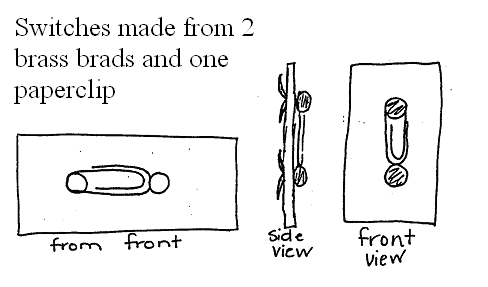 Switches made from 2
brass brads and one
paperclip
from front
side
view
front
view